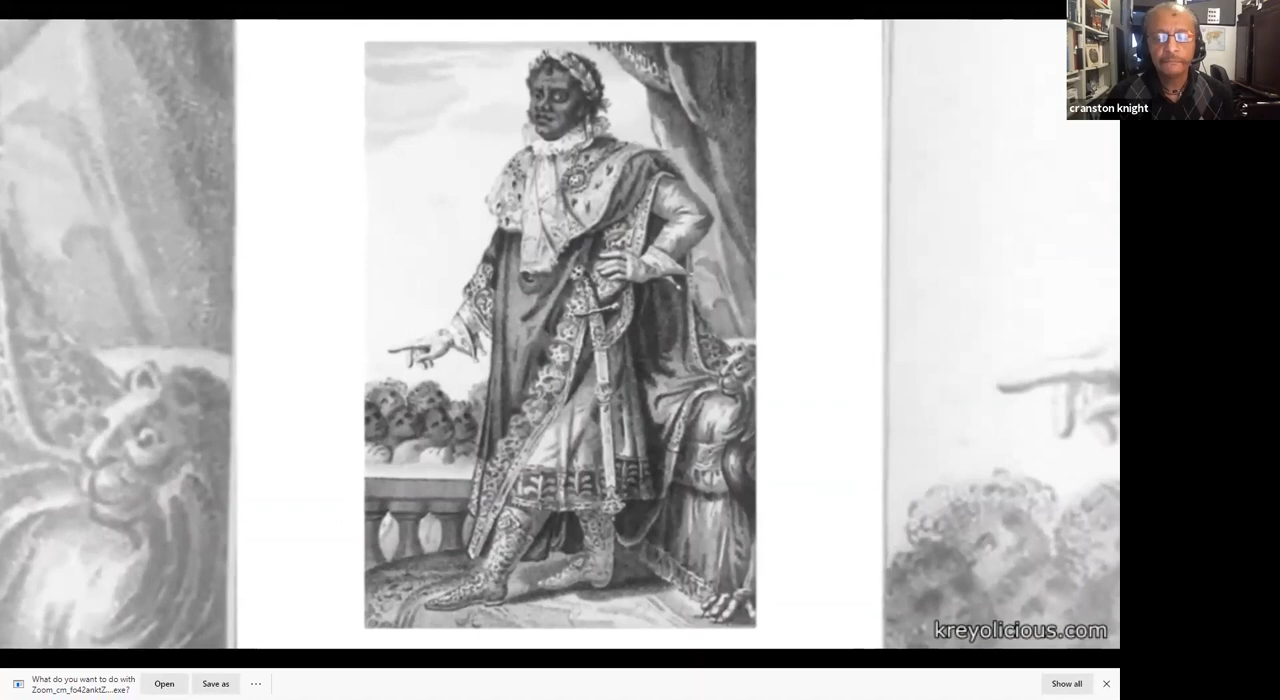 cranston knight
kreyolicious.com
What do you want to do with
Zoom_cm_fo42anktZ....exe?
Open
Save as
...
Show all